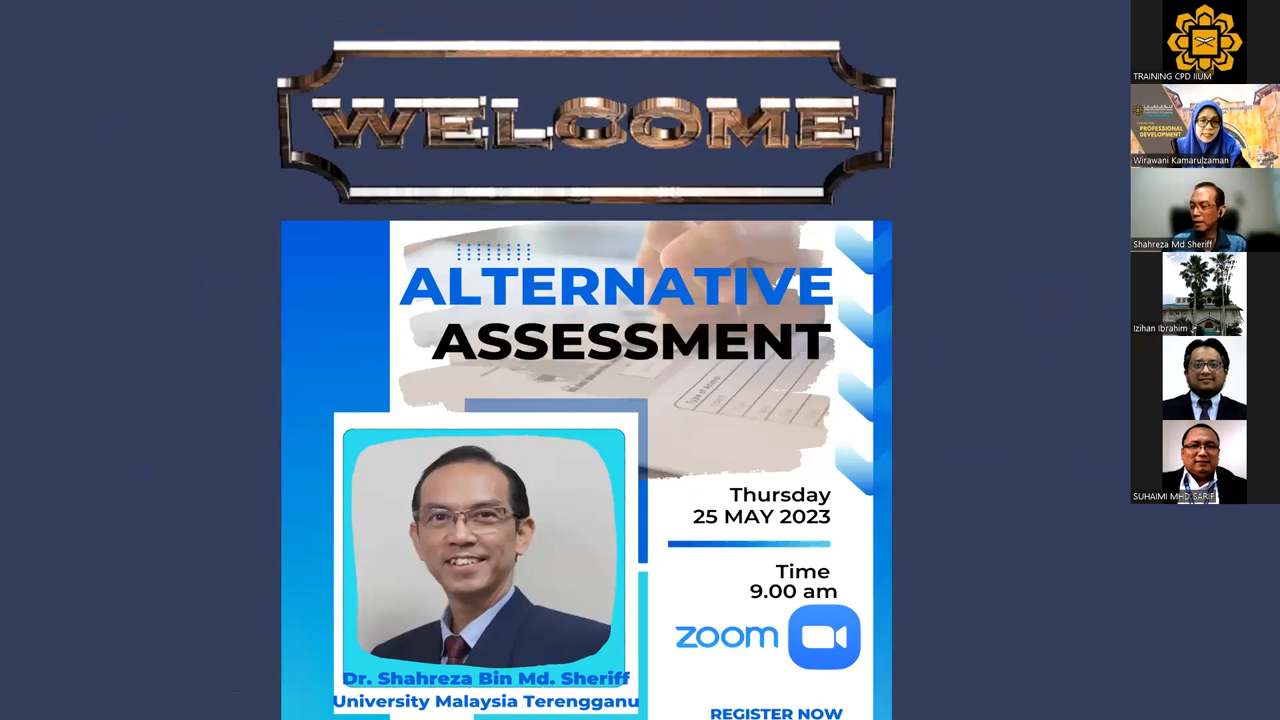 WELCOME
ALTERNATIVE
ASSESSMENT
Thursday
25 MAY 2023
Time
9.00 am
zoom
Dr. Shahreza Bin Md. Sheriff
University Malaysia Terengganu
REGISTER NOW
TRAINING CPD IIUM
PROFESSIONAL
DEVELOPMENT
Wirawani Kamarulzaman
Shahreza Md Sheriff
Izihan Ibrahim
SUHAIMI MHD SARIF